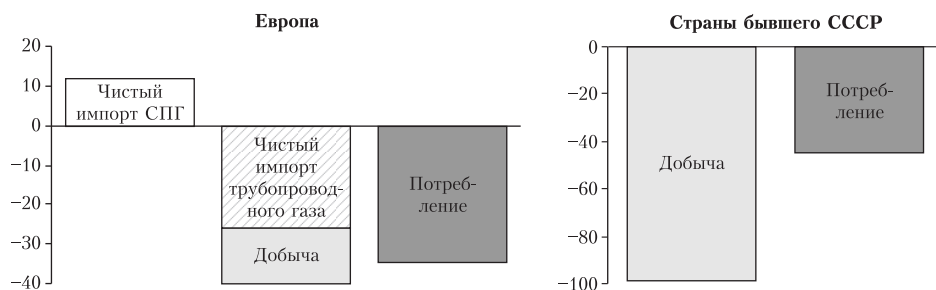 Европа
20
10
0
−10
−20
−30
−40
Чистый
импорт СПГ
Чистый
импорт
трубопровод-
ного газа
Добыча
Потреб-
ление
Страны бывшего СССР
0
−20
−40
−60
−80
−100
Добыча
Потреб-
ление